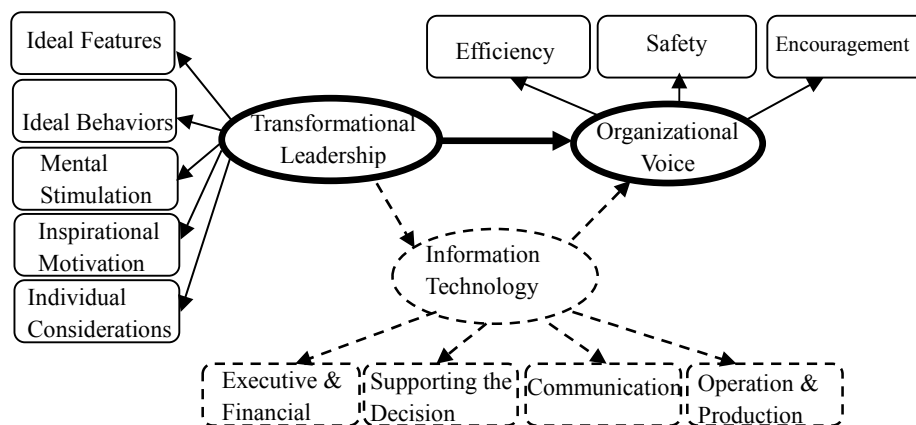 Ideal Features
Ideal Behaviors
Mental
Stimulation
Inspirational
Motivation
Individual
Considerations
Transformational
Leadership
Efficiency
Safety
Encouragement
Organizational
Voice
Information
Technology
Executive &
Financial
Supporting the
Decision
Communication
Operation &
Production